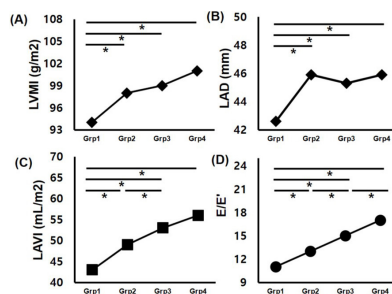 (A)
LVMI (g/m2)
108
105
102
99
96
93
*
*
*
Grp1 Grp2 Grp3 Grp4
(B)
LAD (mm)
54
50
46
42
*
*
*
Grp1 Grp2 Grp3 Grp4
(C)
LAVI (mL/m2)
70
65
60
55
50
45
40
*
*
*
* *
Grp1 Grp2 Grp3 Grp4
(D)
E/E'
24
21
18
15
12
9
*
*
*
* * *
Grp1 Grp2 Grp3 Grp4